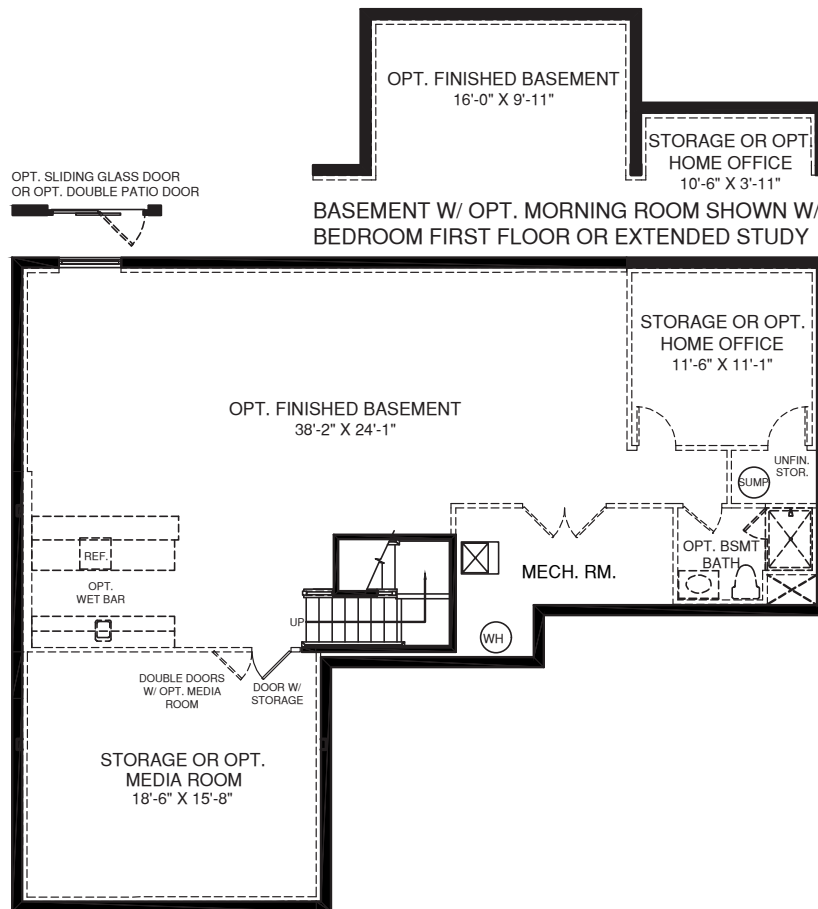 OPT. FINISHED BASEMENT
16'-0" X 9'-11"
STORAGE OR OPT.
HOME OFFICE
10'-6" X 3'-11"
OPT. SLIDING GLASS DOOR
OR OPT. DOUBLE PATIO DOOR
BASEMENT W/ OPT. MORNING ROOM SHOWN W/
BEDROOM FIRST FLOOR OR EXTENDED STUDY
STORAGE OR OPT.
HOME OFFICE
11'-6" X 11'-1"
OPT. FINISHED BASEMENT
38'-2" X 24'-1"
UNFIN.
STOR.
SUMP
REF.
OPT.
WET BAR
OPT. BSMT
BATH
MECH. RM.
UP
WH
DOUBLE DOORS
W/ OPT. MEDIA
ROOM
DOOR W/
STORAGE
STORAGE OR OPT.
MEDIA ROOM
18'-6" X 15'-8"